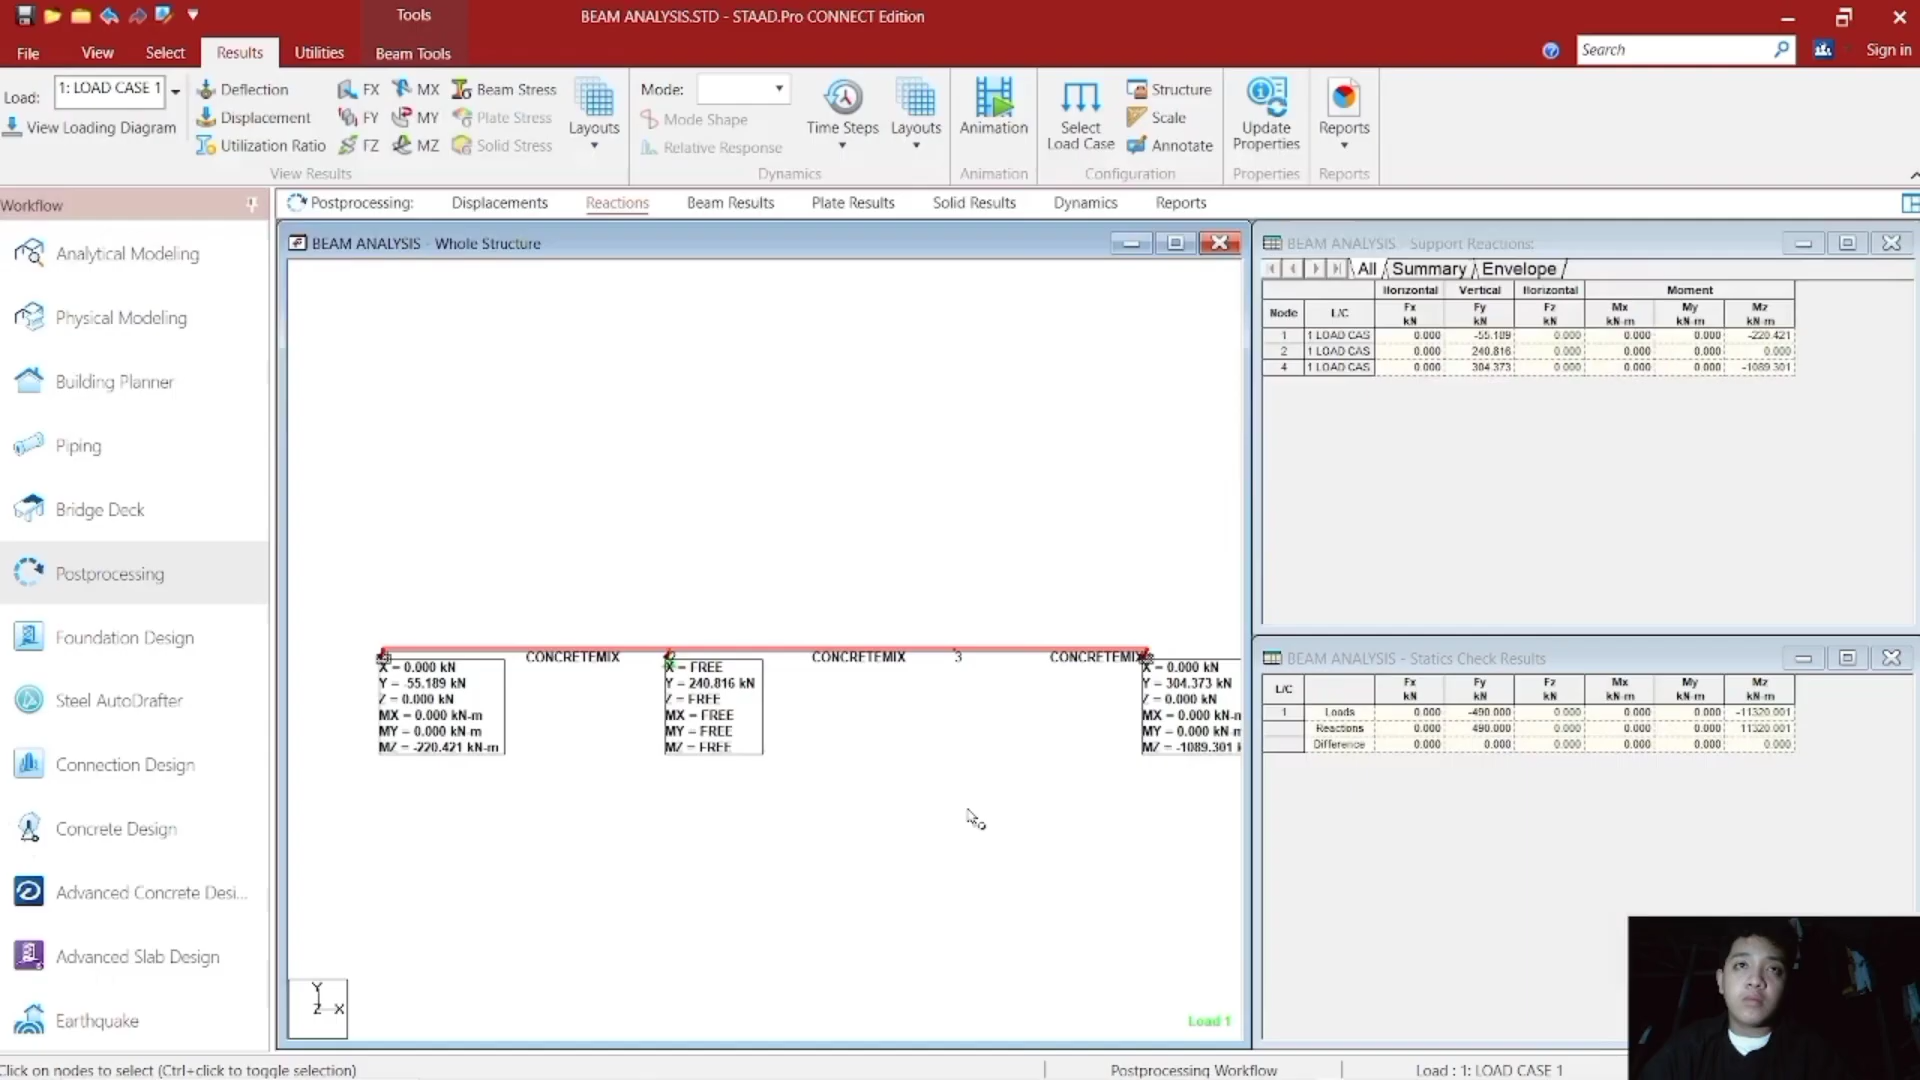 BEAM ANALYSIS.STD - STAAD.Pro CONNECT Edition
Tools
File View Select Results Utilities Beam Tools
Search
Sign in
Load: 1: LOAD CASE 1
View Loading Diagram
Deflection
Displacement
Utilization Ratio
FX MX Beam Stress
FY MY Plate Stress
FZ MZ Solid Stress
Layouts
View Results
Mode:
Mode Shape
Relative Response
Time Steps
Layouts
Dynamics
Animation
Animation
Select Load Case
Structure
Scale
Annotate
Configuration
Update Properties
Properties
Reports
Reports
Workflow
Postprocessing: Displacements Reactions Beam Results Plate Results Solid Results Dynamics Reports
Analytical Modeling
Physical Modeling
Building Planner
Piping
Bridge Deck
Postprocessing
Foundation Design
Steel AutoDrafter
Connection Design
Concrete Design
Advanced Concrete Desi...
Advanced Slab Design
Earthquake
BEAM ANALYSIS - Whole Structure
CONCRETEMIX CONCRETEMIX 3 CONCRETEMIX
X = 0.000 kN
Y = -55.189 kN
Z = 0.000 kN
MX = 0.000 kN-m
MY = 0.000 kN-m
MZ = -220.421 kN-m
X = FREE
Y = 240.816 kN
Z = FREE
MX = FREE
MY = FREE
MZ = FREE
X = 0.000 kN
Y = 304.373 kN
Z = 0.000 kN
MX = 0.000 kN-m
MY = 0.000 kN-m
MZ = -1089.301
Y
Z X
Load 1
BEAM ANALYSIS - Support Reactions:
All Summary Envelope
Horizontal Vertical Horizontal Moment
Node L/C Fx kN Fy kN Fz kN Mx kN-m My kN-m Mz kN-m
1 1 LOAD CAS 0.000 -55.189 0.000 0.000 0.000 -220.421
2 1 LOAD CAS 0.000 240.816 0.000 0.000 0.000 0.000
4 1 LOAD CAS 0.000 304.373 0.000 0.000 0.000 -1089.301
BEAM ANALYSIS - Statics Check Results
L/C Fx kN Fy kN Fz kN Mx kN-m My kN-m Mz kN-m
1 Loads 0.000 -490.000 0.000 0.000 0.000 -11320.001
Reactions 0.000 490.000 0.000 0.000 0.000 11320.001
Difference 0.000 0.000 0.000 0.000 0.000 0.000
Click on nodes to select (Ctrl+click to toggle selection)
Postprocessing Workflow
Load : 1: LOAD CASE 1